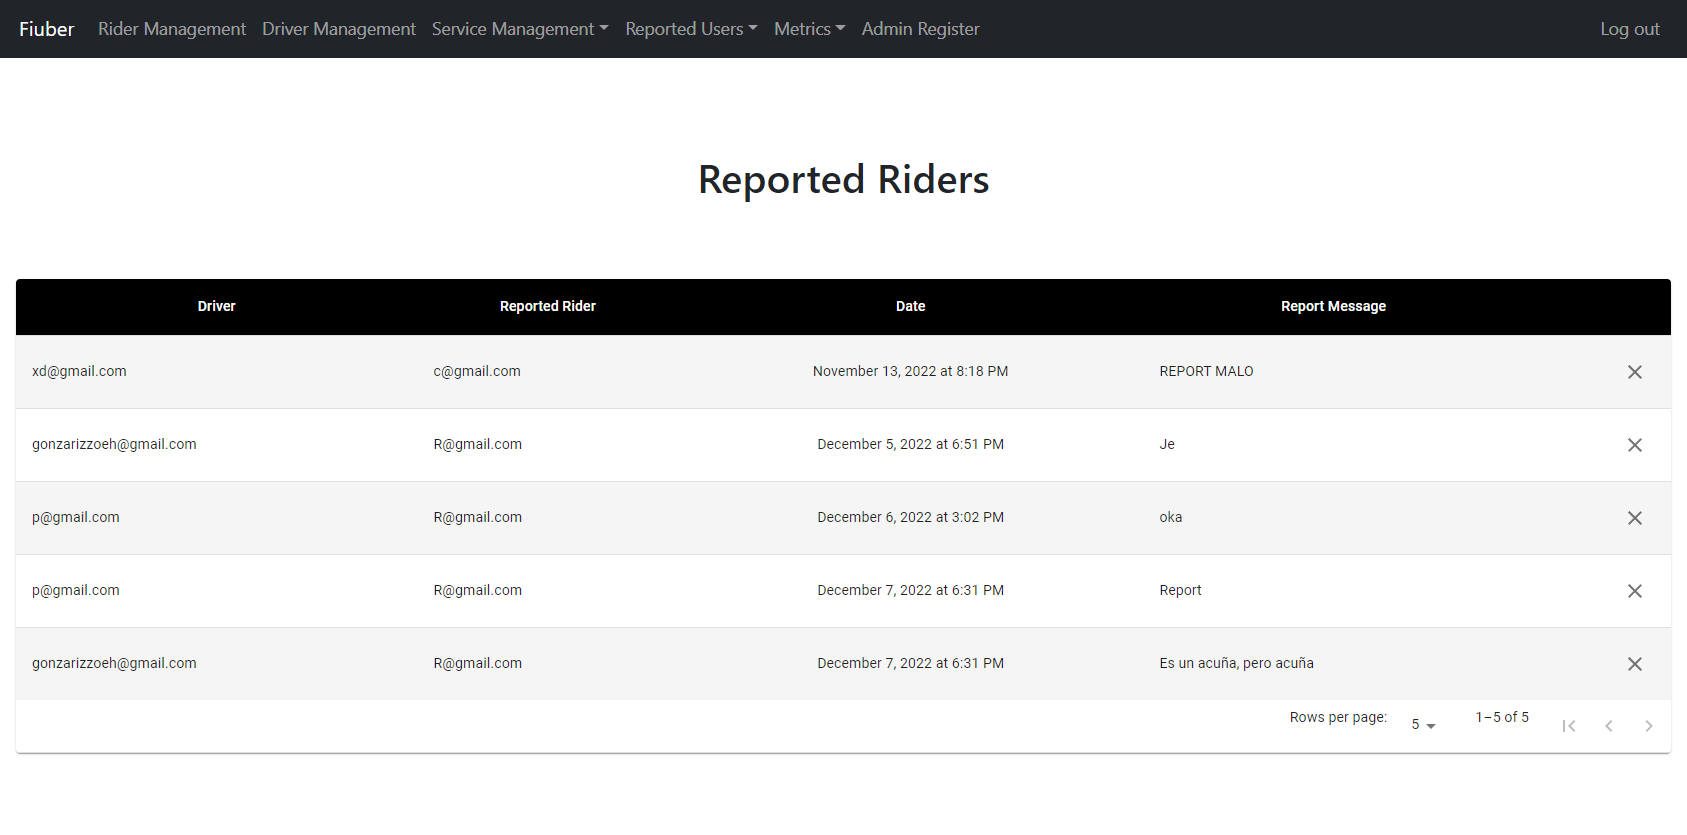 Fiuber Rider Management Driver Management Service Management Reported Users Metrics Admin Register Log out
Reported Riders
Driver Reported Rider Date Report Message
xd@gmail.com c@gmail.com November 13, 2022 at 8:18 PM REPORT MALO
gonzarizzoeh@gmail.com R@gmail.com December 5, 2022 at 6:51 PM Je
p@gmail.com R@gmail.com December 6, 2022 at 3:02 PM oka
p@gmail.com R@gmail.com December 7, 2022 at 6:31 PM Report
gonzarizzoeh@gmail.com R@gmail.com December 7, 2022 at 6:31 PM Es un acuña, pero acuña
Rows per page: 5 1–5 of 5